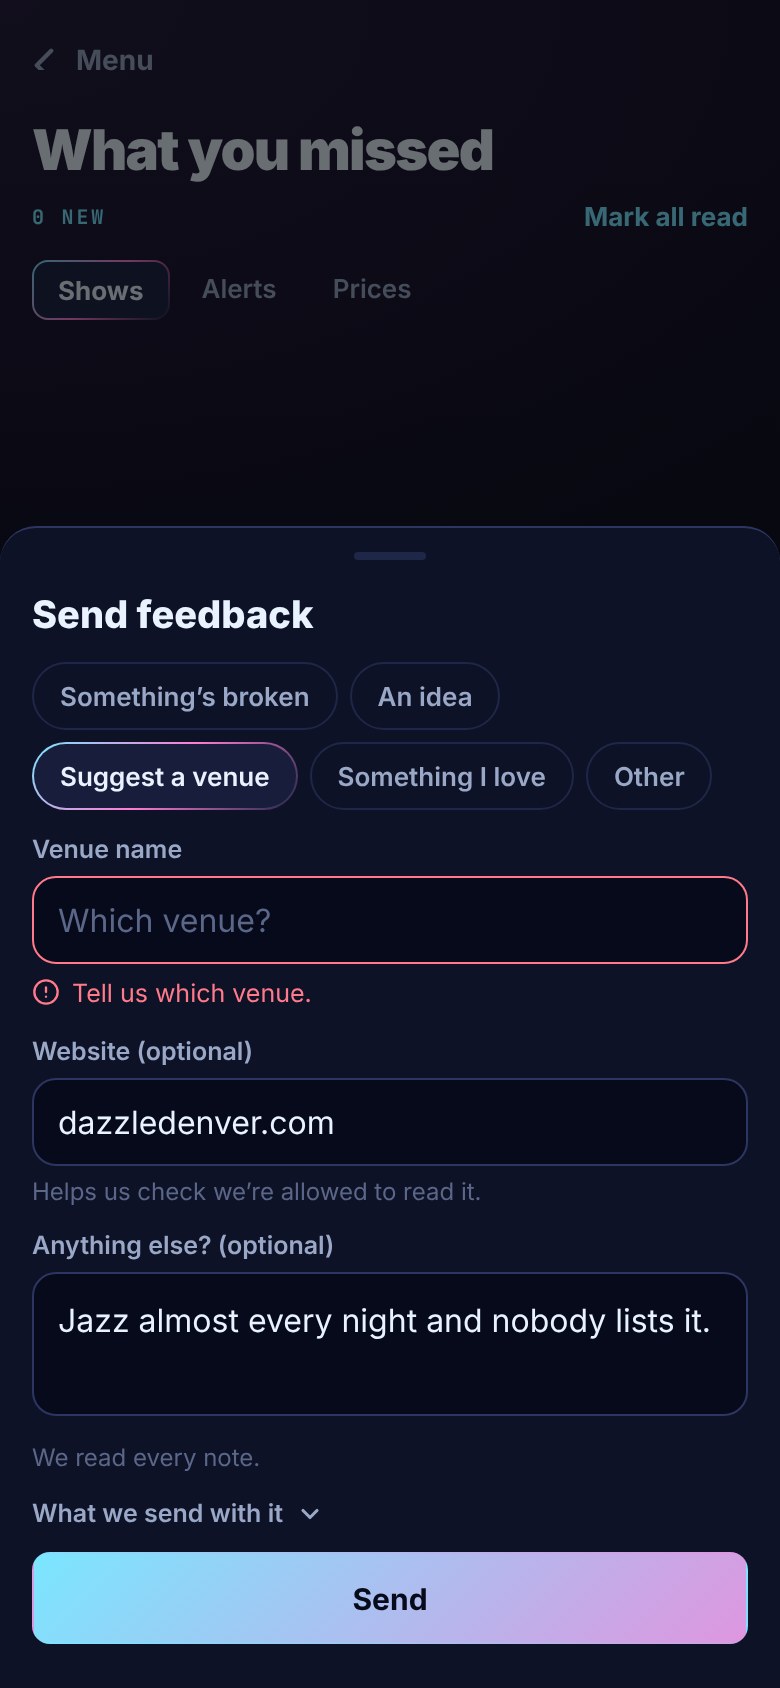 Menu
What you missed
0 NEW
Mark all read
Shows
Alerts
Prices
Send feedback
Something’s broken
An idea
Suggest a venue
Something I love
Other
Venue name
Which venue?
Tell us which venue.
Website (optional)
dazzledenver.com
Helps us check we’re allowed to read it.
Anything else? (optional)
Jazz almost every night and nobody lists it.
We read every note.
What we send with it
Send